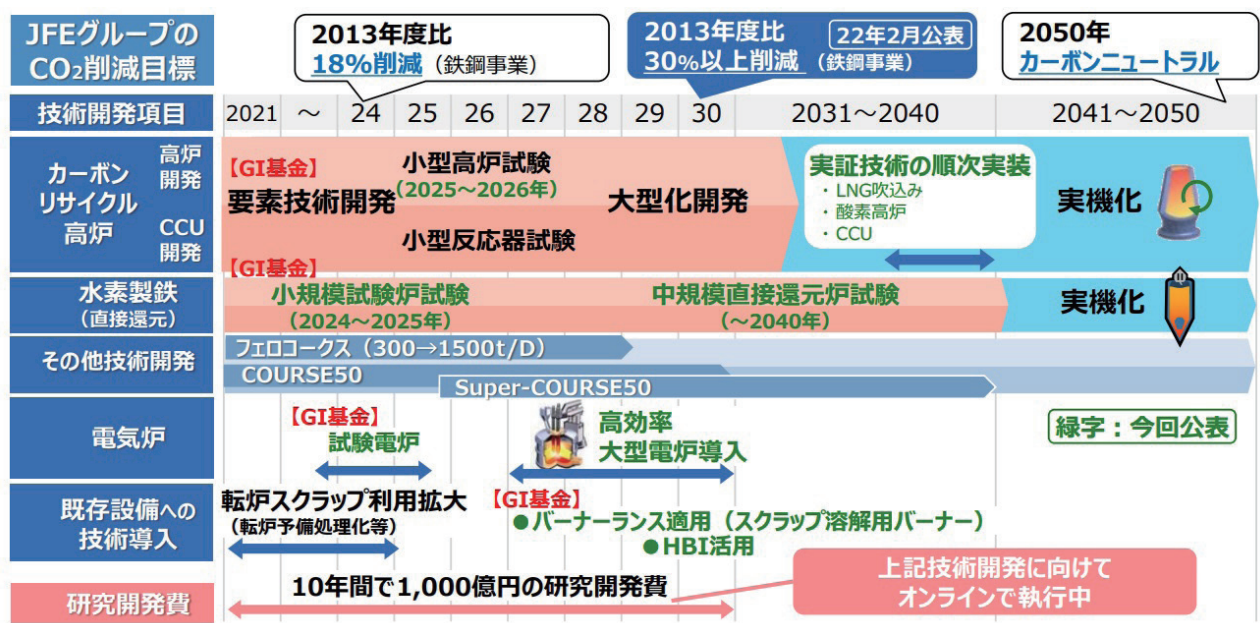 JFEグループの
CO₂削減目標
2013年度比
18%削減（鉄鋼事業）
2013年度比
22年2月公表
30%以上削減（鉄鋼事業）
2050年
カーボンニュートラル
技術開発項目
2021 ～ 24 25 26 27 28 29 30 2031～2040 2041～2050
カーボン
リサイクル
高炉
高炉
開発
CCU
開発
【GI基金】
要素技術開発
小型高炉試験
（2025～2026年）
小型反応器試験
大型化開発
実証技術の順次実装
・LNG吹込み
・酸素高炉
・CCU
実機化
【GI基金】
水素製鉄
（直接還元）
小規模試験炉試験
（2024～2025年）
中規模直接還元炉試験
（～2040年）
実機化
その他技術開発
フェロコークス（300→1500t/D）
COURSE50
Super-COURSE50
電気炉
【GI基金】
試験電炉
高効率
大型電炉導入
緑字：今回公表
既存設備への
技術導入
転炉スクラップ利用拡大
（転炉予備処理化等）
【GI基金】
●バーナーランス適用（スクラップ溶解用バーナー）
●HBI活用
研究開発費
10年間で1,000億円の研究開発費
上記技術開発に向けて
オンラインで執行中